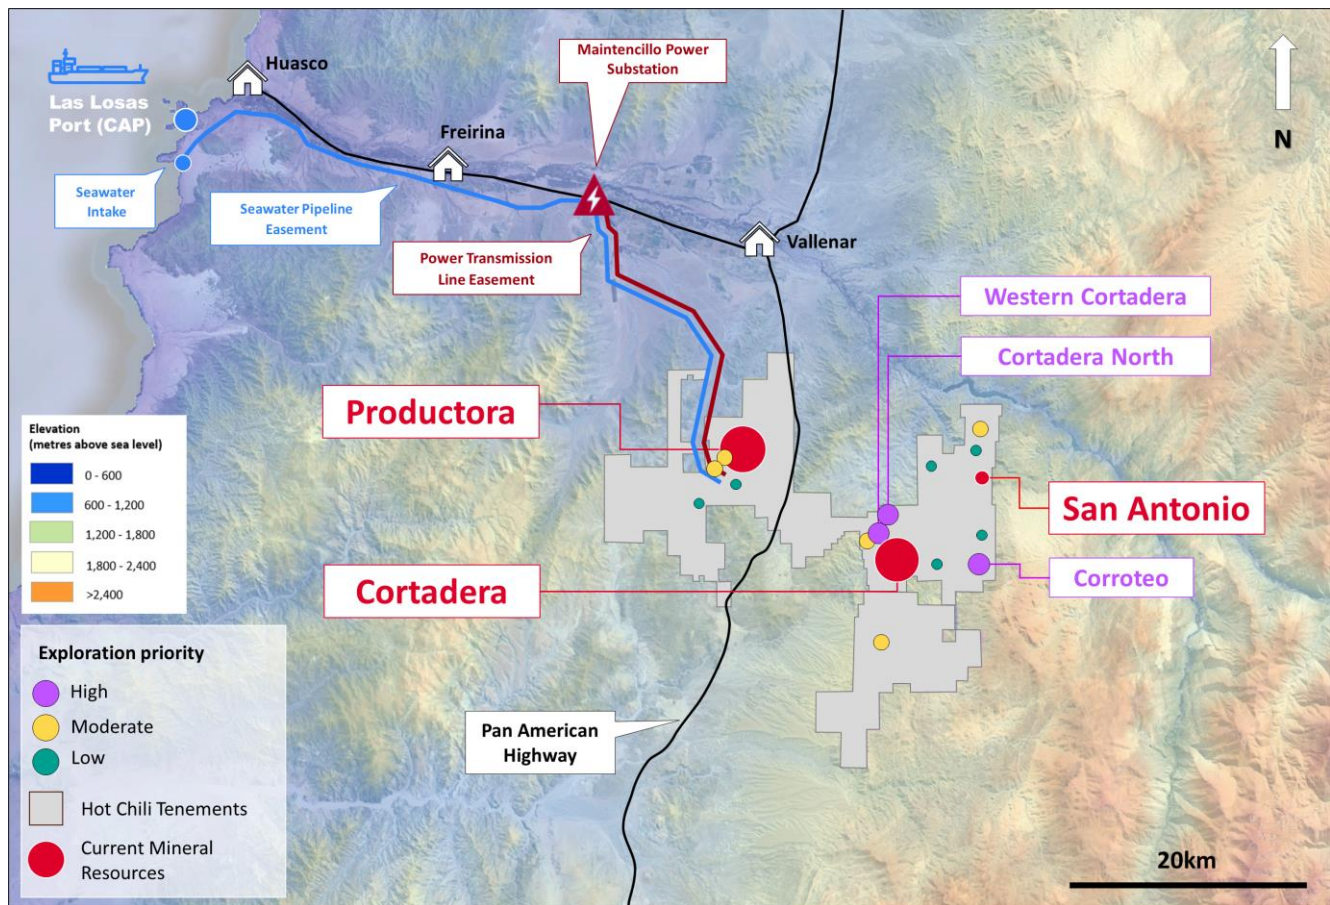 Huasco
Las Losas
Port (CAP)
Maintencillo Power
Substation
Freirina
N
Seawater
Intake
Seawater Pipeline
Easement
Power Transmission
Line Easement
Vallenar
Western Cortadera
Cortadera North
Productora
San Antonio
Cortadera
Corroteo
Elevation
(metres above sea level)
0 - 600
600 - 1,200
1,200 - 1,800
1,800 - 2,400
>2,400
Exploration priority
High
Moderate
Low
Hot Chili Tenements
Current Mineral
Resources
Pan American
Highway
20km